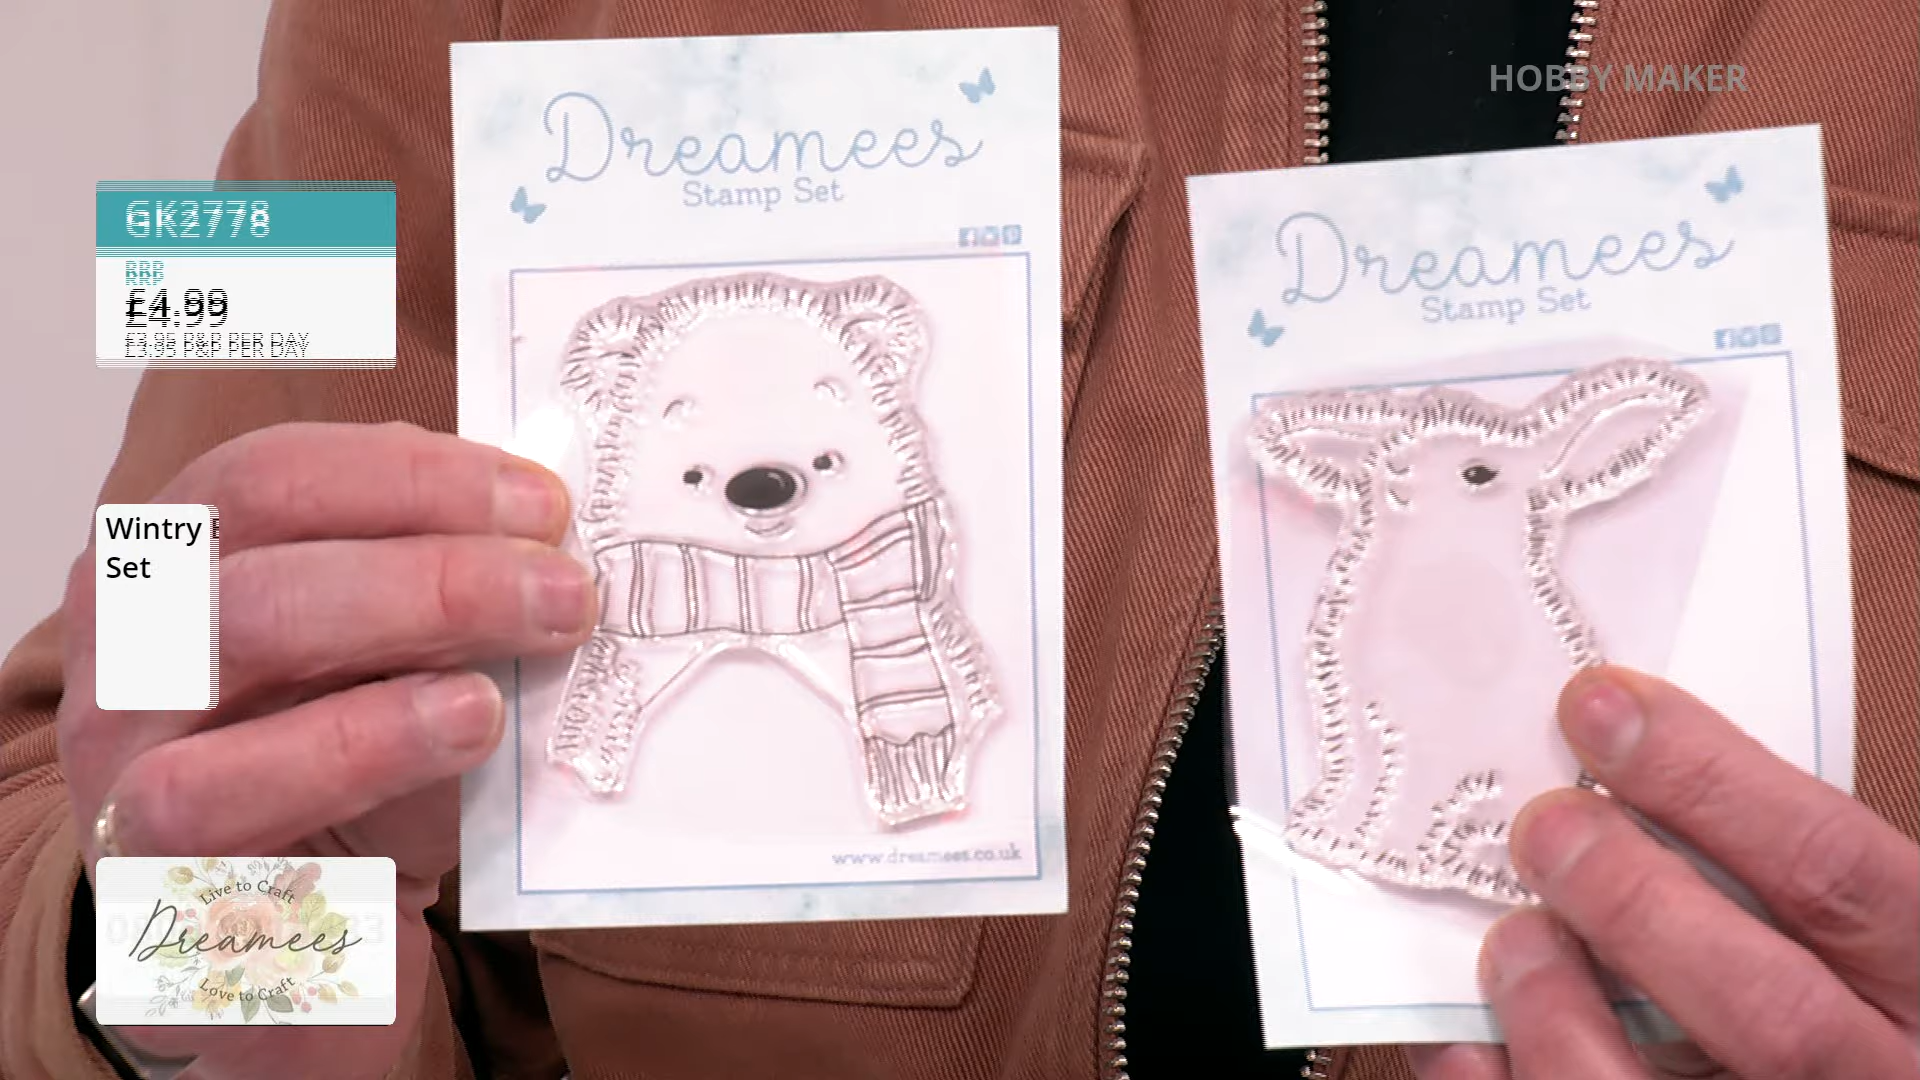 HOBBY MAKER
Dreamees
Stamp Set
www.dreamees.co.uk
Dreamees
Stamp Set
GK2778
RRP
£4.99
£3.95 P&P PER DAY
Wintry
Set
Live to Craft
Dreamees
Love to Craft